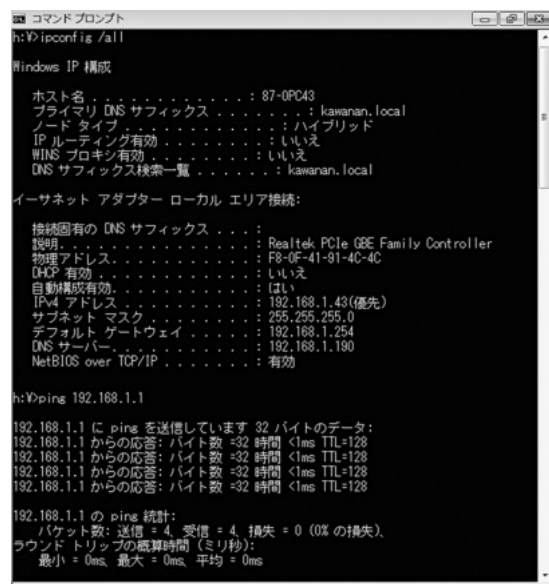 コマンド プロンプト
h:¥>ipconfig /all
Windows IP 構成
ホスト名 . . . . . . . . . . . . : 87-0PC43
プライマリ DNS サフィックス . . . . . . . : kawanan.local
ノード タイプ . . . . . . . . . . . . : ハイブリッド
IP ルーティング有効 . . . . . . . . : いいえ
WINS プロキシ有効 . . . . . . . . : いいえ
DNS サフィックス検索一覧 . . . . . . : kawanan.local
イーサネット アダプター ローカル エリア接続:
接続固有の DNS サフィックス . . . :
説明. . . . . . . . . . . . . . . : Realtek PCIe GBE Family Controller
物理アドレス. . . . . . . . . . . : F8-0F-41-91-4C-4C
DHCP 有効 . . . . . . . . . . . . : いいえ
自動構成有効. . . . . . . . . . . : はい
IPv4 アドレス . . . . . . . . . . : 192.168.1.43(優先)
サブネット マスク . . . . . . . . : 255.255.255.0
デフォルト ゲートウェイ . . . . . : 192.168.1.254
DNS サーバー. . . . . . . . . . . : 192.168.1.190
NetBIOS over TCP/IP . . . . . . . : 有効
h:¥>ping 192.168.1.1
192.168.1.1 に ping を送信しています 32 バイトのデータ:
192.168.1.1 からの応答: バイト数 =32 時間 <1ms TTL=128
192.168.1.1 からの応答: バイト数 =32 時間 <1ms TTL=128
192.168.1.1 からの応答: バイト数 =32 時間 <1ms TTL=128
192.168.1.1 からの応答: バイト数 =32 時間 <1ms TTL=128
192.168.1.1 の ping 統計:
パケット数: 送信 = 4、受信 = 4、損失 = 0 (0% の損失)、
ラウンド トリップの概算時間 (ミリ秒):
最小 = 0ms、最大 = 0ms、平均 = 0ms